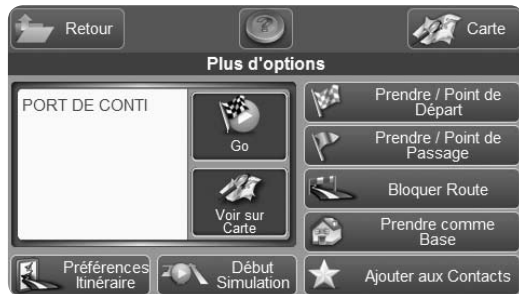 Retour
Carte
Plus d'options
PORT DE CONTI
Go
Voir sur
Carte
Prendre / Point de
Départ
Prendre / Point de
Passage
Bloquer Route
Prendre comme
Base
Préférences
Itinéraire
Début
Simulation
Ajouter aux Contacts